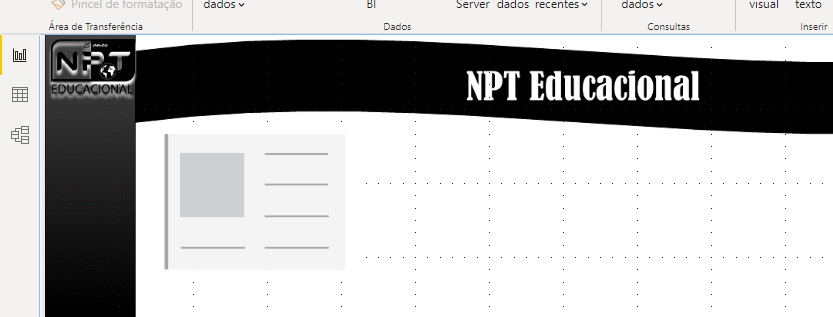 Pincel de formatação
dados
BI
Server dados recentes
dados
visual texto
Área de Transferência
Dados
Consultas
Inserir
anos
NPT
EDUCACIONAL
NPT Educacional